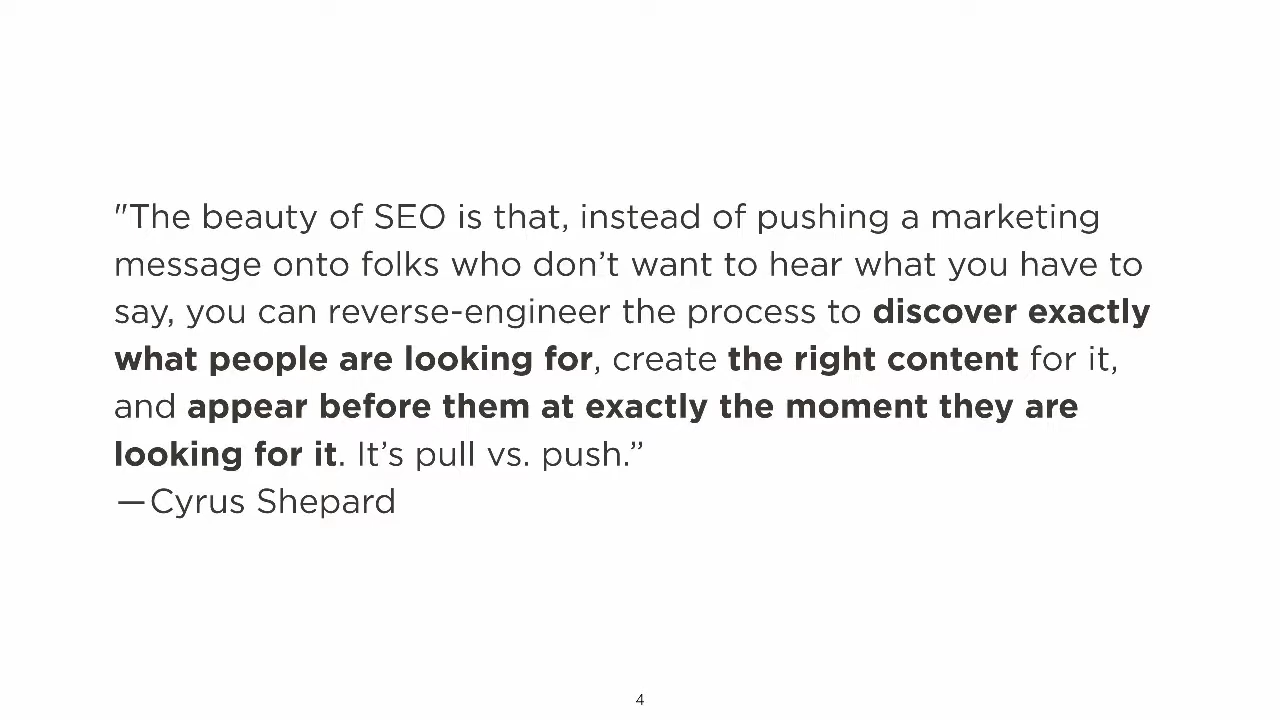 "The beauty of SEO is that, instead of pushing a marketing
message onto folks who don’t want to hear what you have to
say, you can reverse-engineer the process to discover exactly
what people are looking for, create the right content for it,
and appear before them at exactly the moment they are
looking for it. It’s pull vs. push.”
—Cyrus Shepard
4